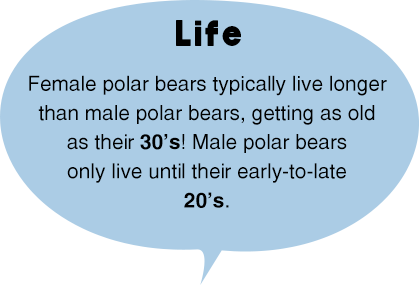 Life
Female polar bears typically live longer
than male polar bears, getting as old
as their 30’s! Male polar bears
only live until their early-to-late
20’s.